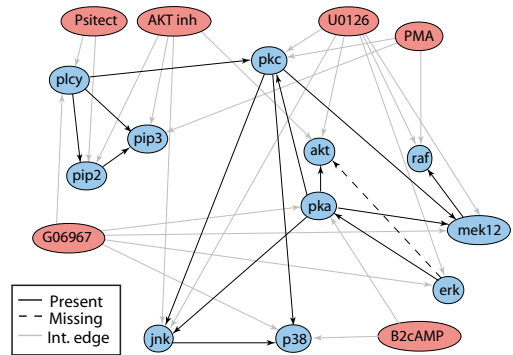 Psitect
AKT inh
U0126
PMA
plcy
pkc
pip3
akt
raf
pip2
pka
mek12
G06967
erk
Present
Missing
Int. edge
jnk
p38
B2cAMP